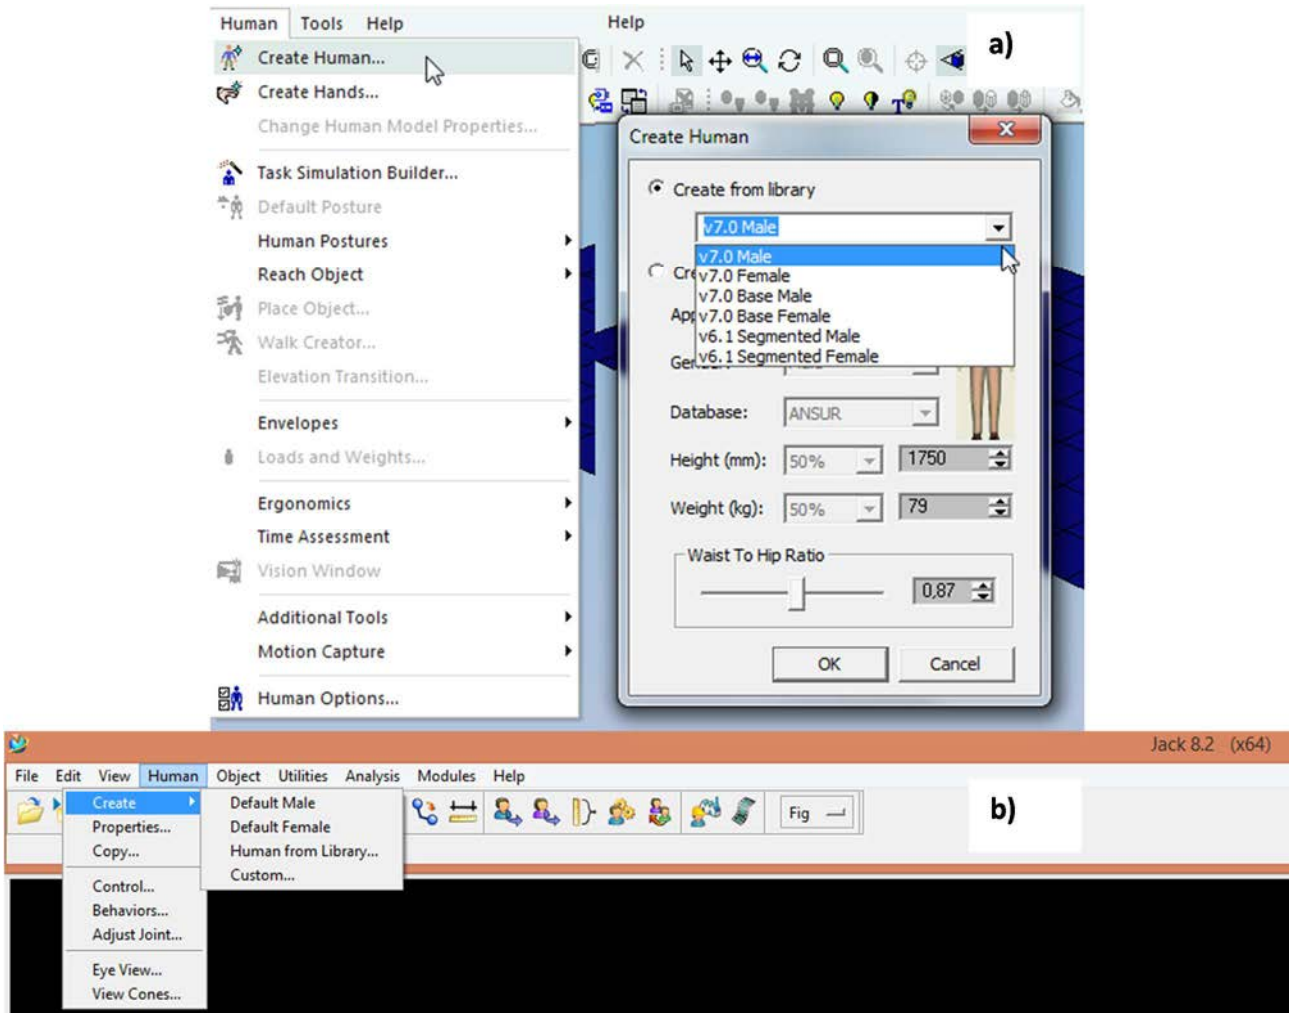 Human Tools Help
Create Human...
Create Hands...
Change Human Model Properties...
Task Simulation Builder...
Default Posture
Human Postures
Reach Object
Place Object...
Walk Creator...
Elevation Transition...
Envelopes
Loads and Weights...
Ergonomics
Time Assessment
Vision Window
Additional Tools
Motion Capture
Human Options...
Help
a)
Create Human
Create from library
v7.0 Male
v7.0 Male
v7.0 Female
v7.0 Base Male
v7.0 Base Female
v6.1 Segmented Male
v6.1 Segmented Female
Database: ANSUR
Height (mm): 50% 1750
Weight (kg): 50% 79
Waist To Hip Ratio
0,87
OK Cancel
Jack 8.2 (x64)
File Edit View Human Object Utilities Analysis Modules Help
Create
Properties...
Copy...
Control...
Behaviors...
Adjust Joint...
Eye View...
View Cones...
Default Male
Default Female
Human from Library...
Custom...
Fig
b)